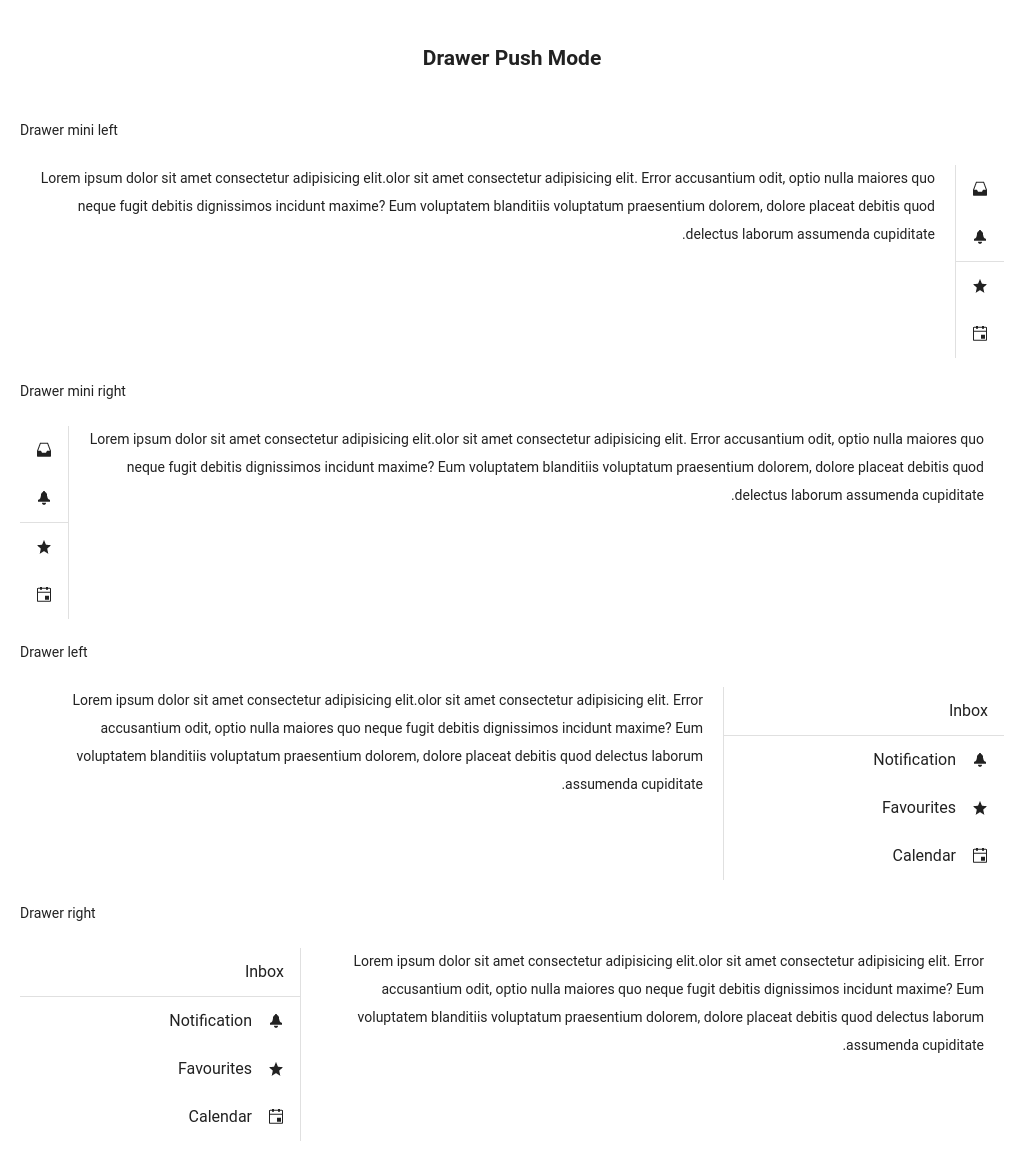 Drawer Push Mode
Drawer mini left
Lorem ipsum dolor sit amet consectetur adipisicing elit.olor sit amet consectetur adipisicing elit. Error accusantium odit, optio nulla maiores quo
neque fugit debitis dignissimos incidunt maxime? Eum voluptatem blanditiis voluptatum praesentium dolorem, dolore placeat debitis quod
.delectus laborum assumenda cupiditate
Drawer mini right
Lorem ipsum dolor sit amet consectetur adipisicing elit.olor sit amet consectetur adipisicing elit. Error accusantium odit, optio nulla maiores quo
neque fugit debitis dignissimos incidunt maxime? Eum voluptatem blanditiis voluptatum praesentium dolorem, dolore placeat debitis quod
.delectus laborum assumenda cupiditate
Drawer left
Lorem ipsum dolor sit amet consectetur adipisicing elit.olor sit amet consectetur adipisicing elit. Error
accusantium odit, optio nulla maiores quo neque fugit debitis dignissimos incidunt maxime? Eum
voluptatem blanditiis voluptatum praesentium dolorem, dolore placeat debitis quod delectus laborum
.assumenda cupiditate
Inbox
Notification
Favourites
Calendar
Drawer right
Inbox
Notification
Favourites
Calendar
Lorem ipsum dolor sit amet consectetur adipisicing elit.olor sit amet consectetur adipisicing elit. Error
accusantium odit, optio nulla maiores quo neque fugit debitis dignissimos incidunt maxime? Eum
voluptatem blanditiis voluptatum praesentium dolorem, dolore placeat debitis quod delectus laborum
.assumenda cupiditate